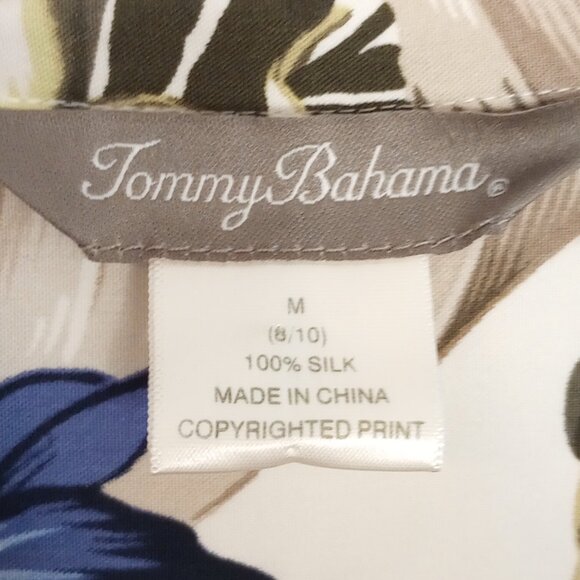 Tommy Bahama®
M
(8/10)
100% SILK
MADE IN CHINA
COPYRIGHTED PRINT